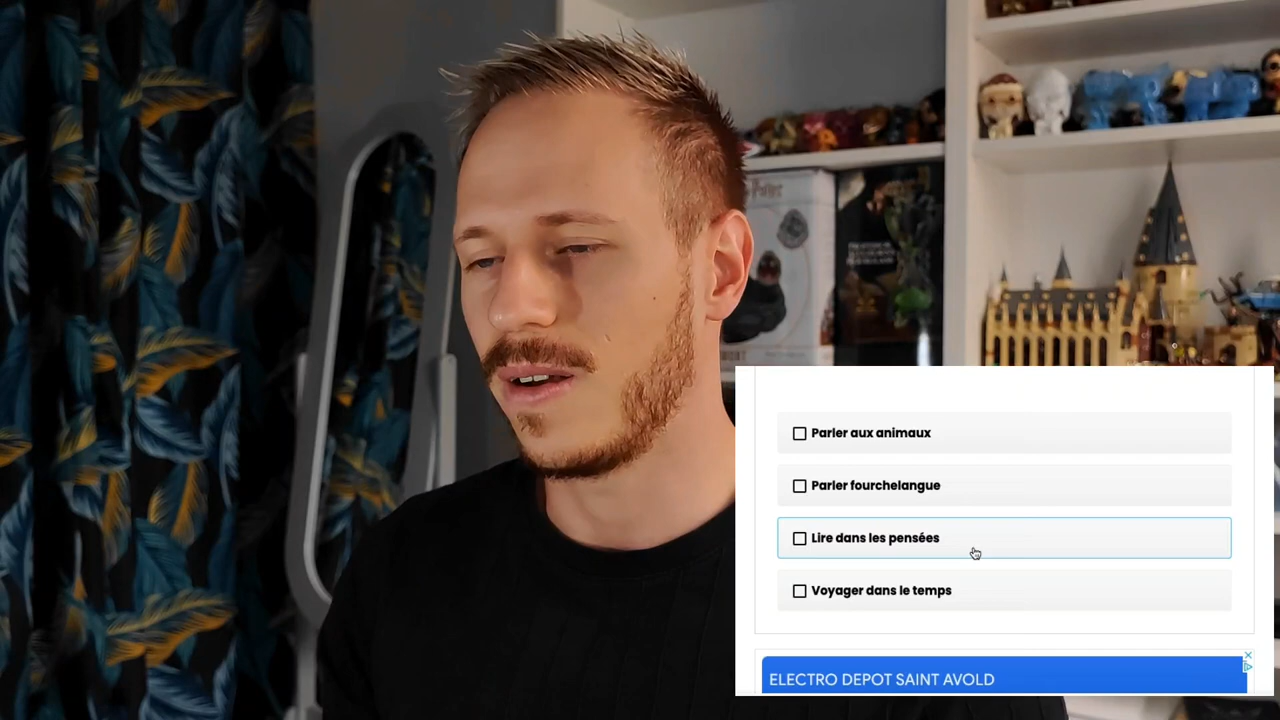 Parler aux animaux
Parler fourchelangue
Lire dans les pensées
Voyager dans le temps
ELECTRO DEPOT SAINT AVOLD